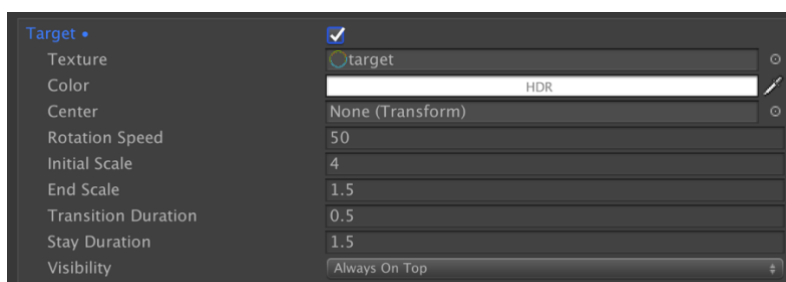 Target •
Texture target
Color HDR
Center None (Transform)
Rotation Speed 50
Initial Scale 4
End Scale 1.5
Transition Duration 0.5
Stay Duration 1.5
Visibility Always On Top